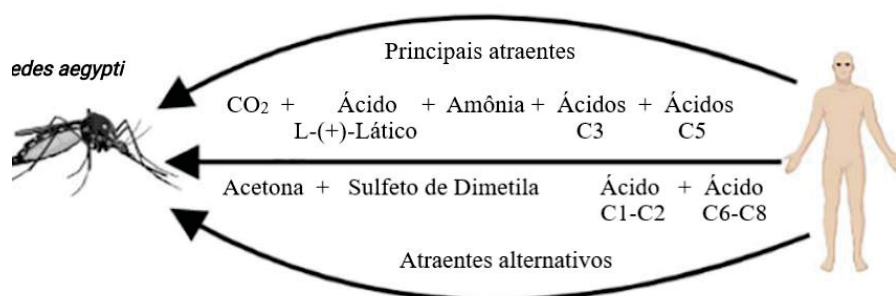 Principais atraentes
edes aegypti
CO₂ + Ácido + Amônia + Ácidos + Ácidos
L-(+)-Lático C3 C5
Acetona + Sulfeto de Dimetila Ácido + Ácido
C1-C2 C6-C8
Atraentes alternativos